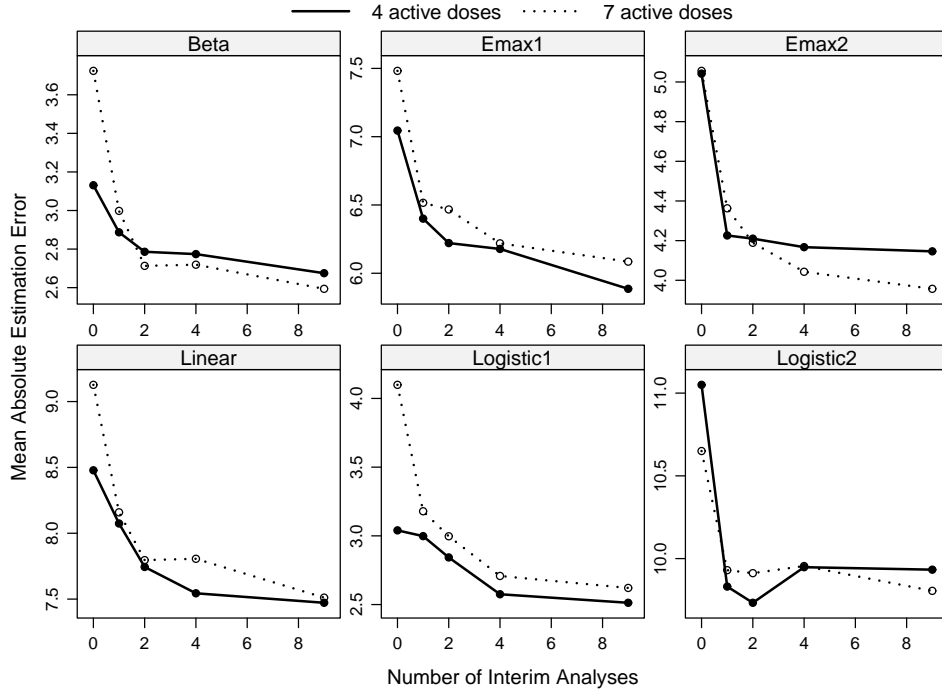 4 active doses 7 active doses
Beta Emax1 Emax2
2.6 2.8 3.0 3.2 3.4 3.6
6.0 6.5 7.0 7.5
4.0 4.2 4.4 4.6 4.8 5.0
0 2 4 6 8 0 2 4 6 8 0 2 4 6 8
Linear Logistic1 Logistic2
7.5 8.0 8.5 9.0
2.5 3.0 3.5 4.0
10.0 10.5 11.0
0 2 4 6 8 0 2 4 6 8 0 2 4 6 8
Mean Absolute Estimation Error
Number of Interim Analyses